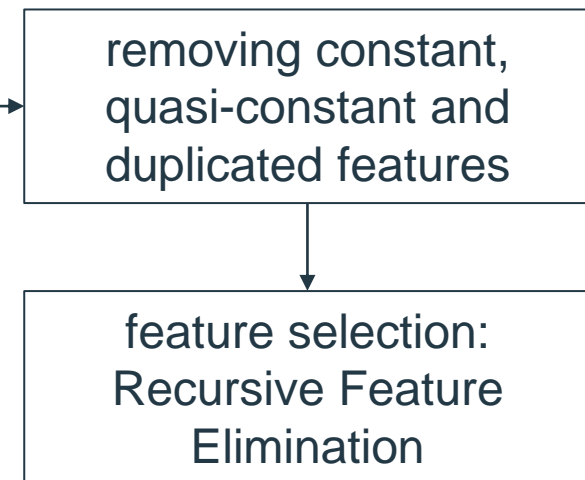 removing constant,
quasi-constant and
duplicated features
feature selection:
Recursive Feature
Elimination